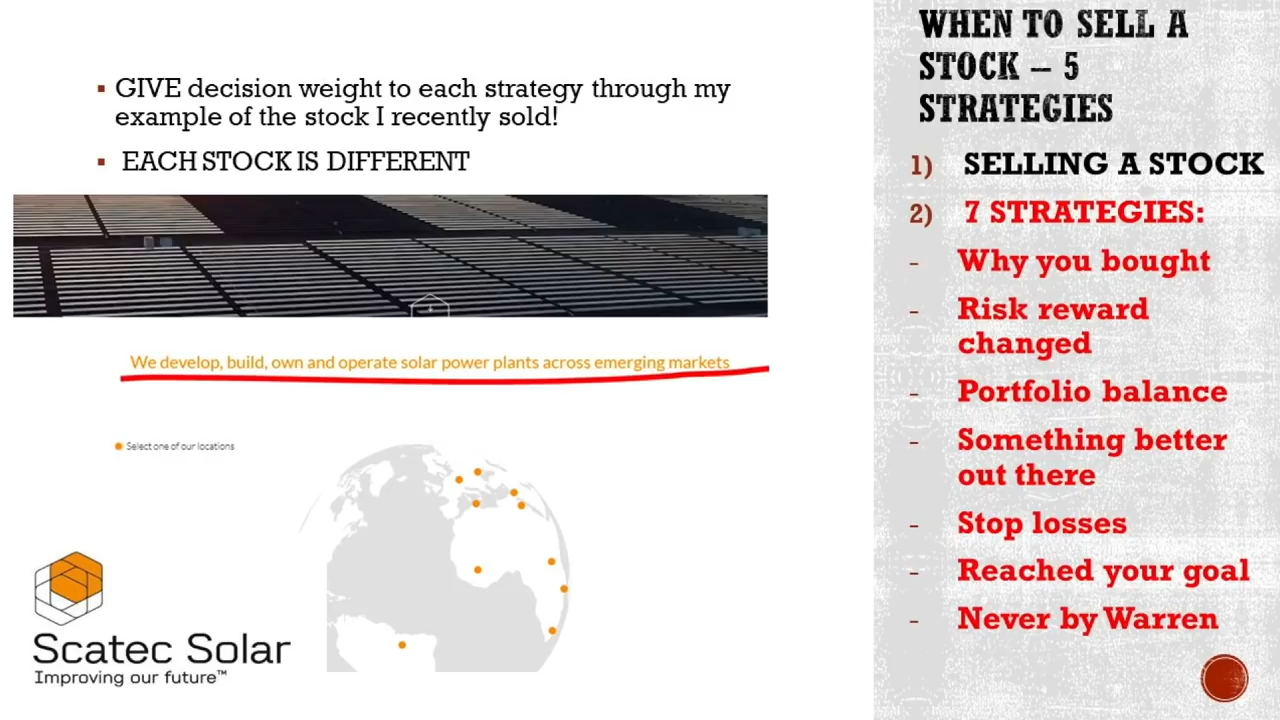 GIVE decision weight to each strategy through my
example of the stock I recently sold!
EACH STOCK IS DIFFERENT
We develop, build, own and operate solar power plants across emerging markets
Select one of our locations
Scatec Solar
Improving our future™
WHEN TO SELL A
STOCK – 5
STRATEGIES
1) SELLING A STOCK
2) 7 STRATEGIES:
- Why you bought
- Risk reward
changed
- Portfolio balance
- Something better
out there
- Stop losses
- Reached your goal
- Never by Warren